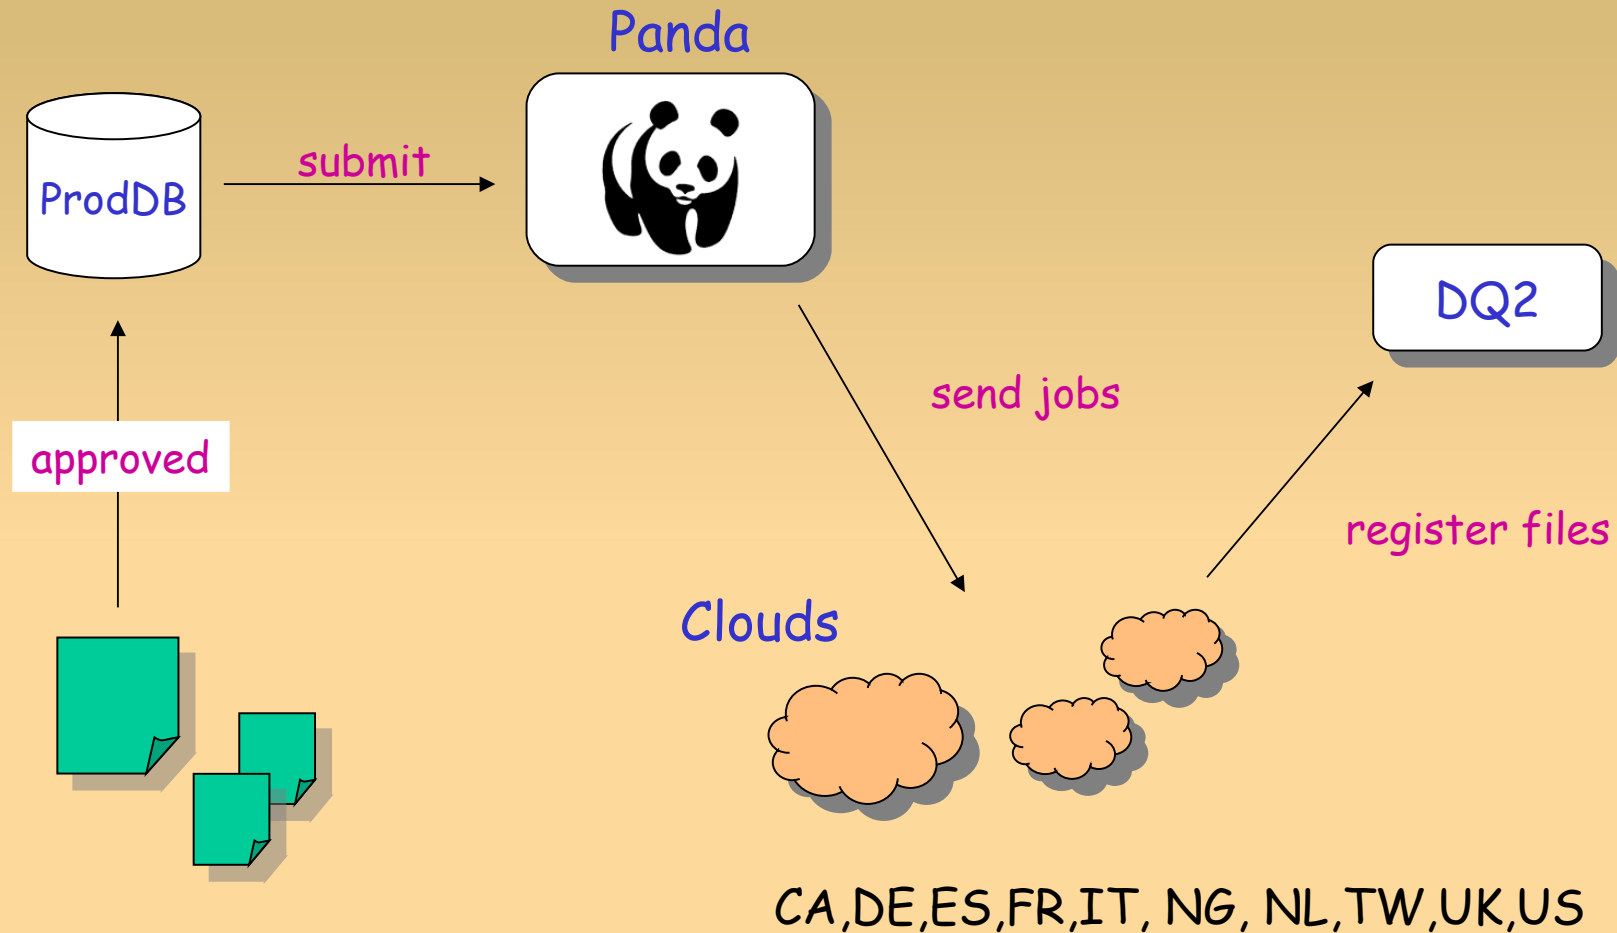 Panda
submit
ProdDB
DQ2
send jobs
approved
register files
Clouds
CA,DE,ES,FR,IT, NG, NL,TW,UK,US